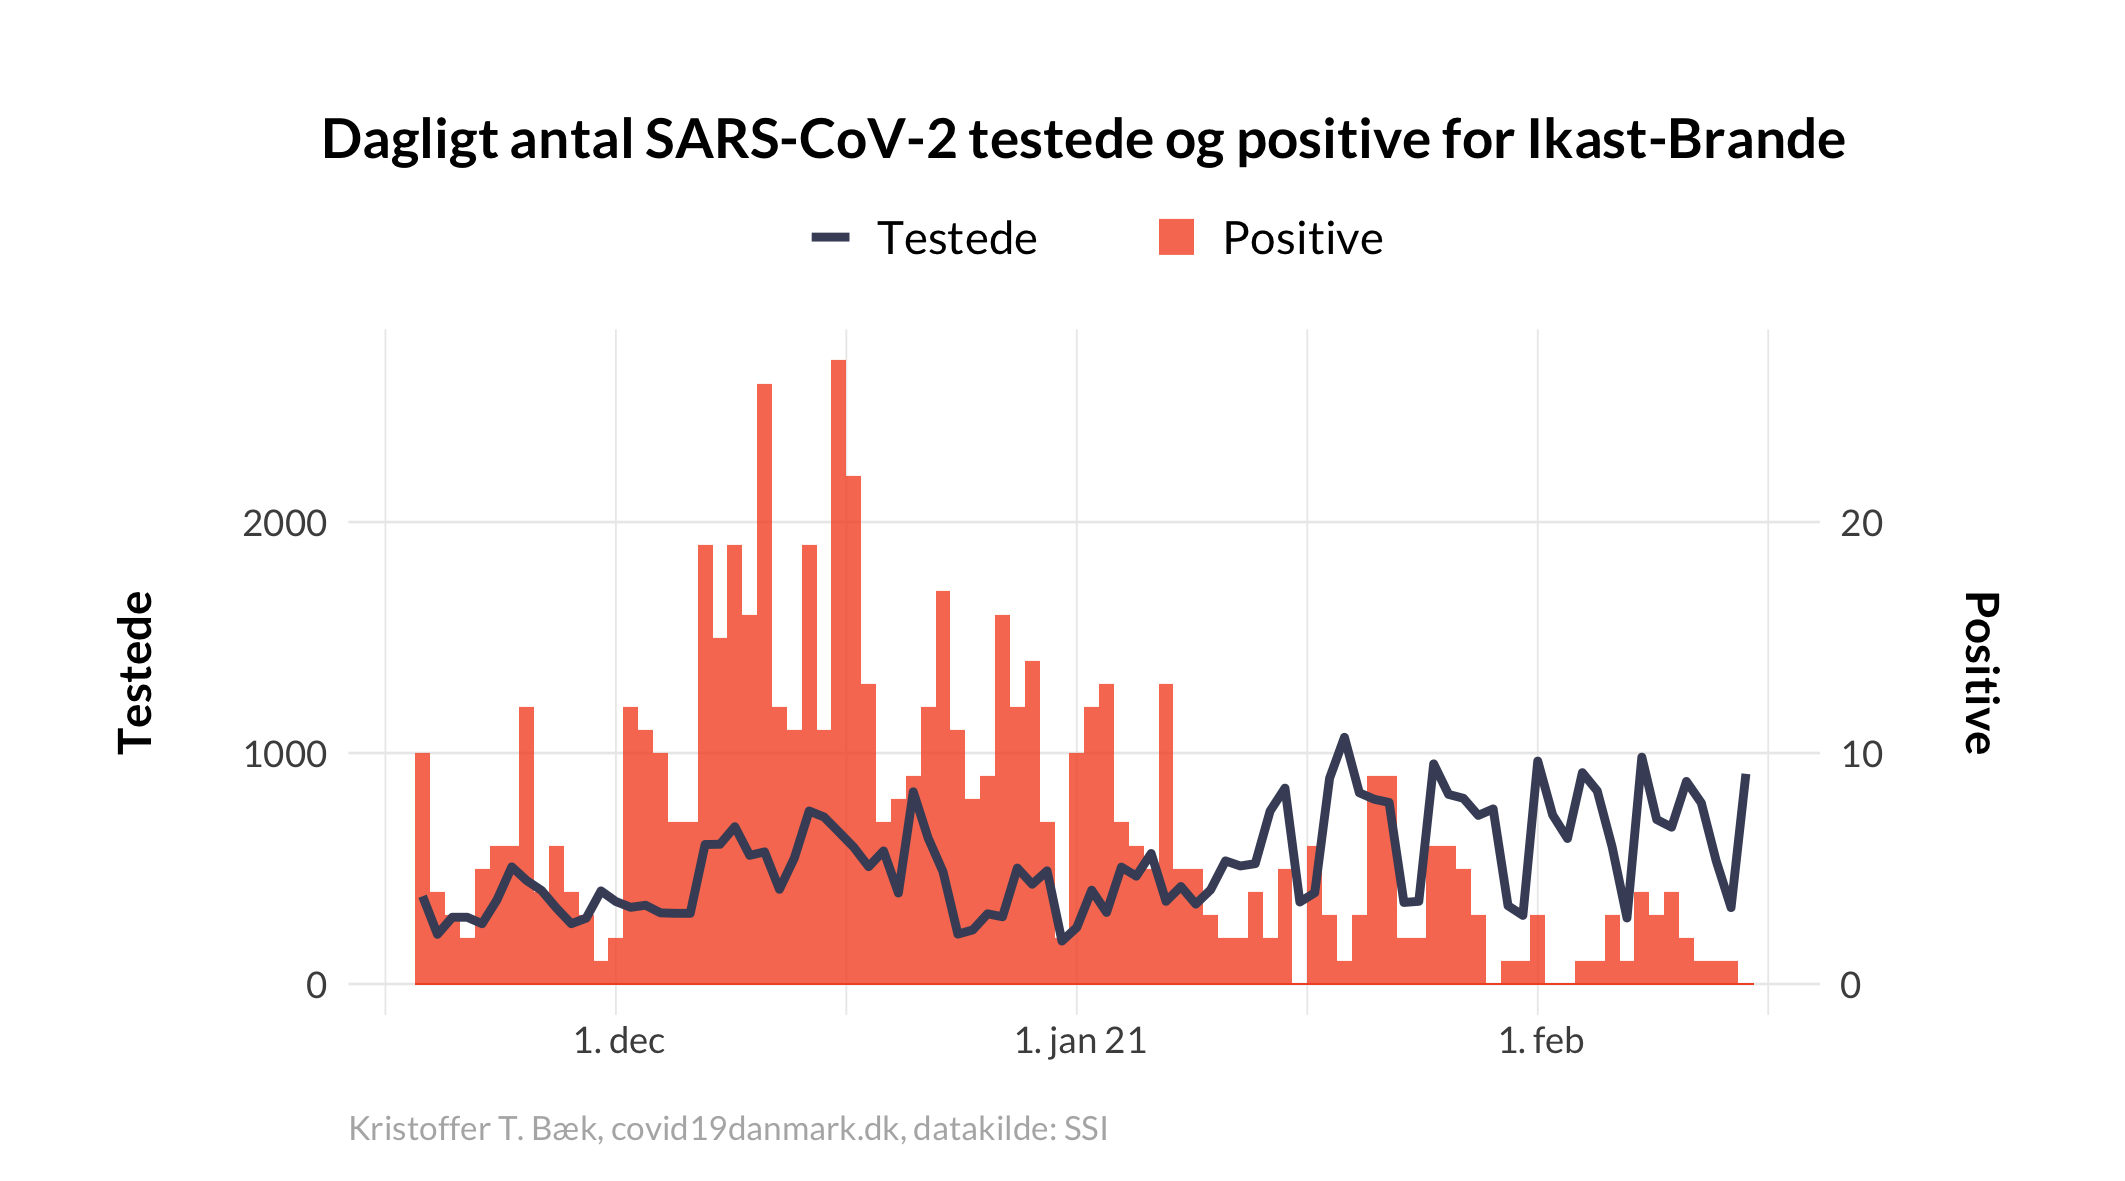 Dagligt antal SARS-CoV-2 testede og positive for Ikast-Brande
Testede
Positive
2000
1000
0
20
10
0
Testede
Positive
1. dec
1. jan 21
1. feb
Kristoffer T. Bæk, covid19danmark.dk, datakilde: SSI